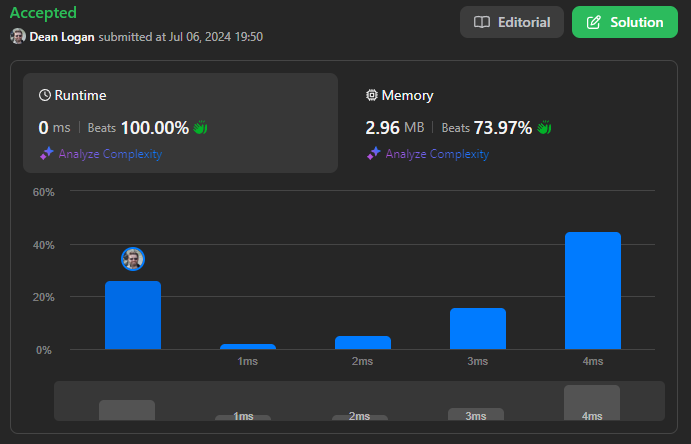 Accepted
Dean Logan submitted at Jul 06, 2024 19:50
Editorial
Solution
Runtime
0 ms | Beats 100.00%
Analyze Complexity
Memory
2.96 MB | Beats 73.97%
Analyze Complexity
60%
40%
20%
0%
1ms 2ms 3ms 4ms
1ms 2ms 3ms 4ms